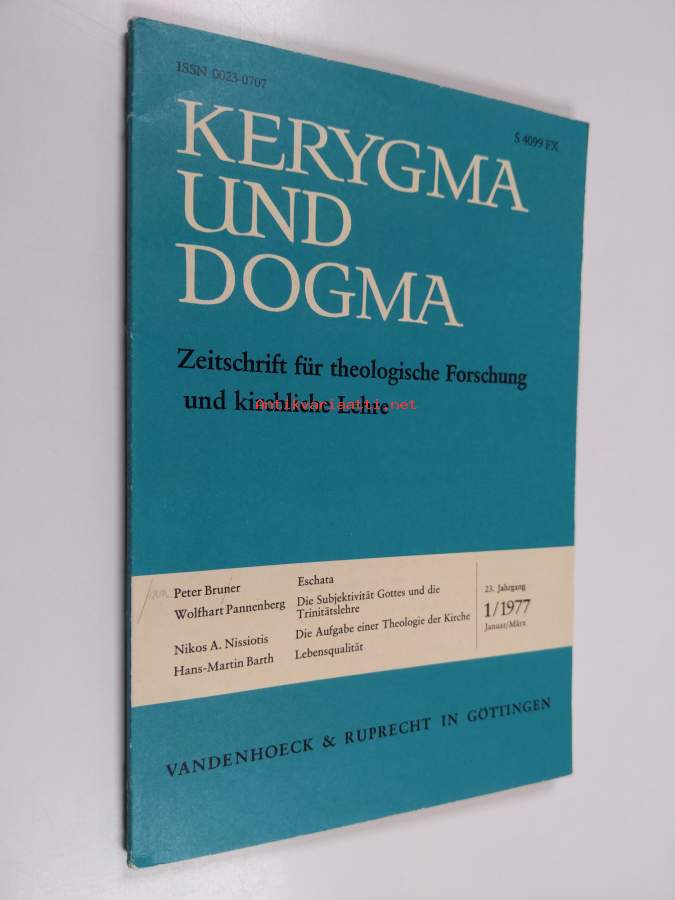 ISSN 0023-0707
S 4099 FX
KERYGMA
UND
DOGMA
Zeitschrift für theologische Forschung
und kirchliche Lehre
Antikvariaatti.net
Peter Bruner Eschata
Wolfhart Pannenberg Die Subjektivität Gottes und die
Trinitätslehre
Nikos A. Nissiotis Die Aufgabe einer Theologie der Kirche
Hans-Martin Barth Lebensqualität
23. Jahrgang
1/1977
Januar/März
VANDENHOECK & RUPRECHT IN GÖTTINGEN